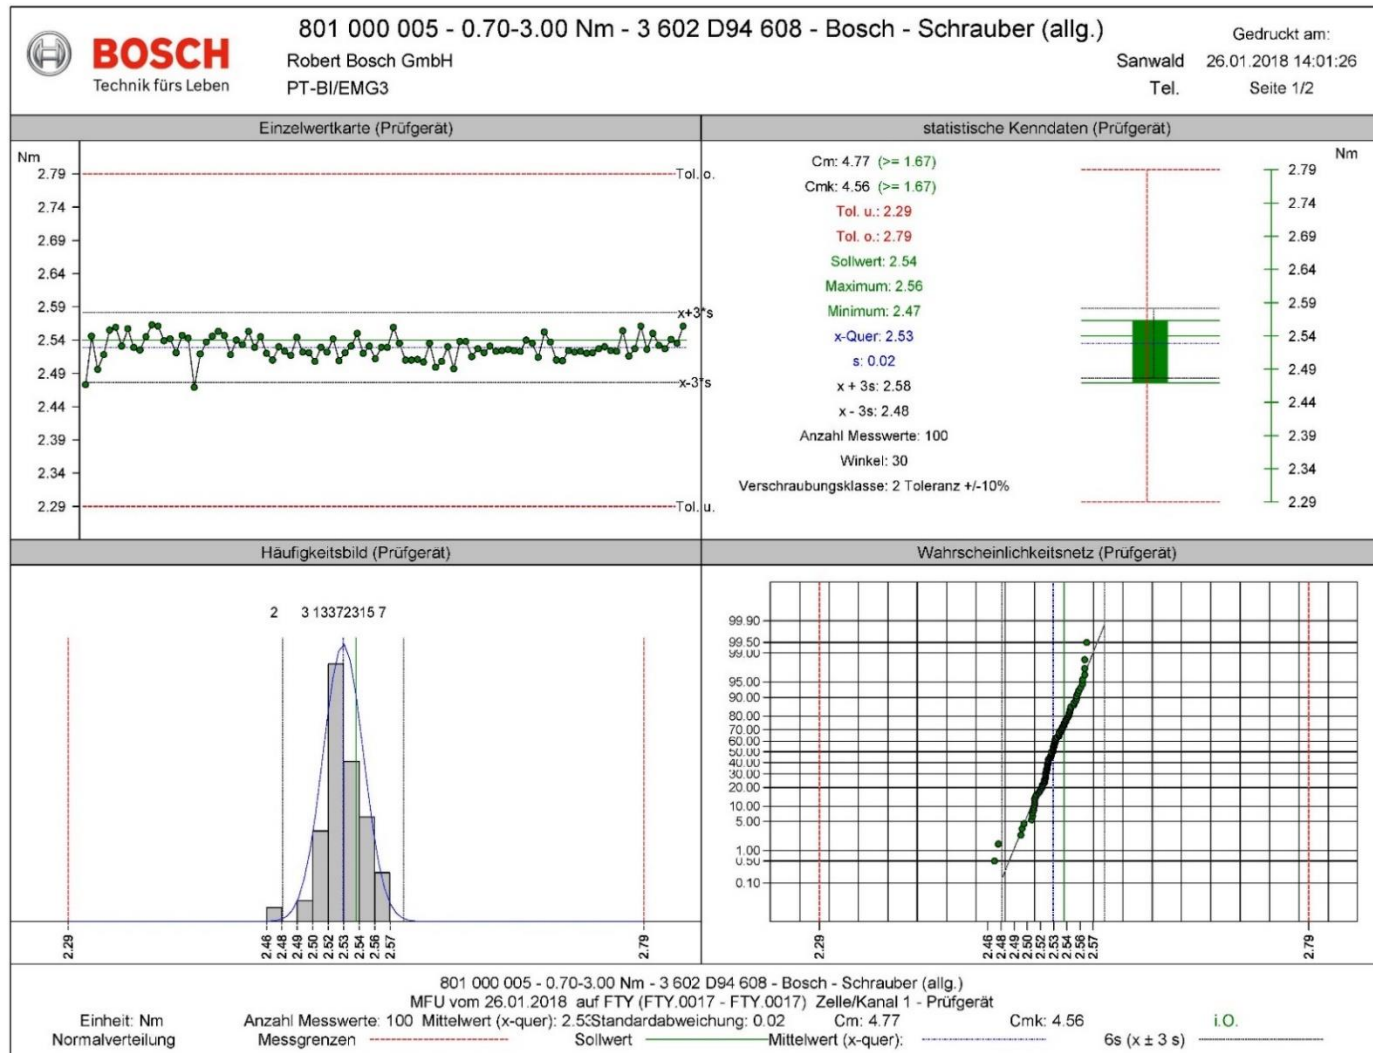 801 000 005 - 0.70-3.00 Nm - 3 602 D94 608 - Bosch - Schrauber (allg.)
Gedruckt am:
BOSCH
Technik fürs Leben
Robert Bosch GmbH
Sanwald 26.01.2018 14:01:26
PT-BI/EMG3
Tel. Seite 1/2
Einzelwertkarte (Prüfgerät)
Nm
2.79
2.74
2.69
2.64
2.59
2.54
2.49
2.44
2.39
2.34
2.29
Tol. o.
x+3*s
x-3*s
Tol. u.
statistische Kenndaten (Prüfgerät)
Cm: 4.77 (>= 1.67)
Cmk: 4.56 (>= 1.67)
Tol. u.: 2.29
Tol. o.: 2.79
Sollwert: 2.54
Maximum: 2.56
Minimum: 2.47
x-Quer: 2.53
s: 0.02
x + 3s: 2.58
x - 3s: 2.48
Anzahl Messwerte: 100
Winkel: 30
Verschraubungsklasse: 2 Toleranz +/-10%
Nm
2.79
2.74
2.69
2.64
2.59
2.54
2.49
2.44
2.39
2.34
2.29
Häufigkeitsbild (Prüfgerät)
2 3 13372315 7
2.29
2.46
2.48
2.49
2.50
2.52
2.53
2.54
2.56
2.57
2.79
Wahrscheinlichkeitsnetz (Prüfgerät)
99.90
99.50
99.00
95.00
90.00
80.00
70.00
60.00
50.00
40.00
30.00
20.00
10.00
5.00
1.00
0.50
0.10
2.28
2.46
2.48
2.49
2.50
2.52
2.53
2.54
2.56
2.57
2.79
801 000 005 - 0.70-3.00 Nm - 3 602 D94 608 - Bosch - Schrauber (allg.)
MFU vom 26.01.2018 auf FTY (FTY.0017 - FTY.0017) Zelle/Kanal 1 - Prüfgerät
Einheit: Nm Anzahl Messwerte: 100 Mittelwert (x-quer): 2.53 Standardabweichung: 0.02 Cm: 4.77 Cmk: 4.56 i.O.
Normalverteilung Messgrenzen Sollwert Mittelwert (x-quer): 6s (x ± 3 s)